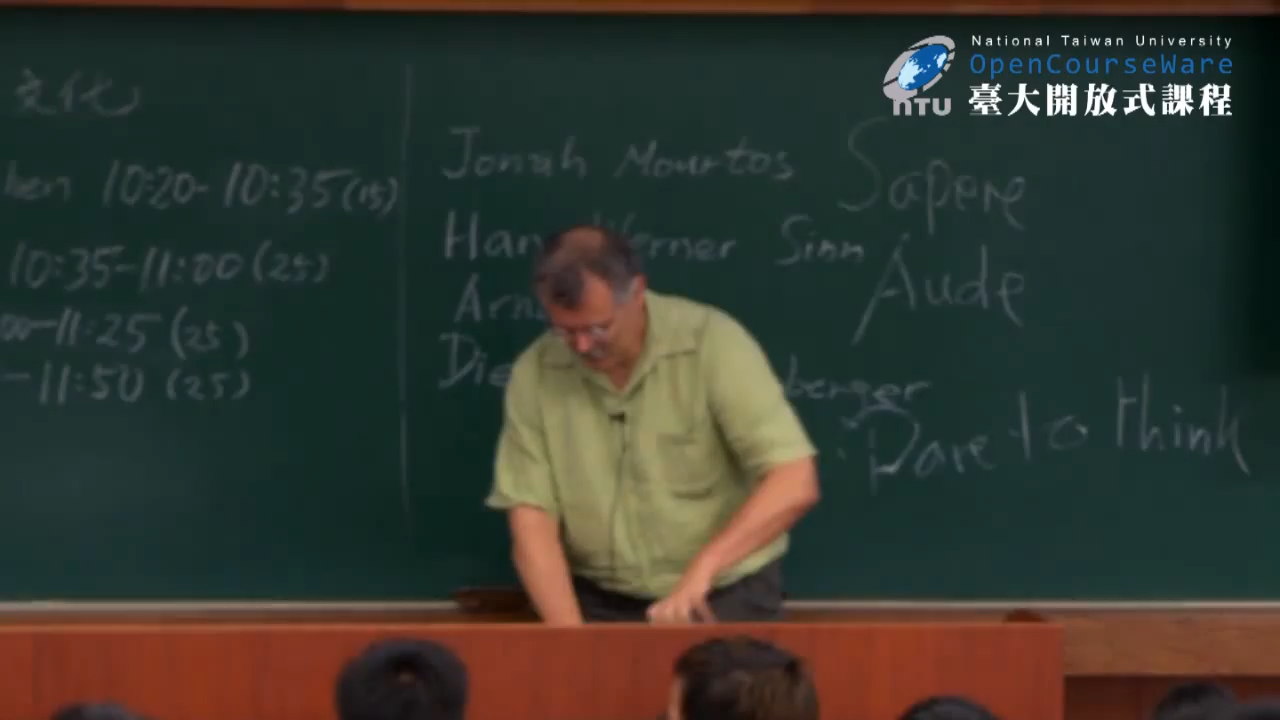 National Taiwan University
OpenCourseWare
臺大開放式課程
NTU
文化
10:20-10:35(15)
10:35-11:00(25)
-11:25(25)
-11:50(25)
Jonah Mourtos
Werner Sinn
berger
Sapere
Aude
Dare to think